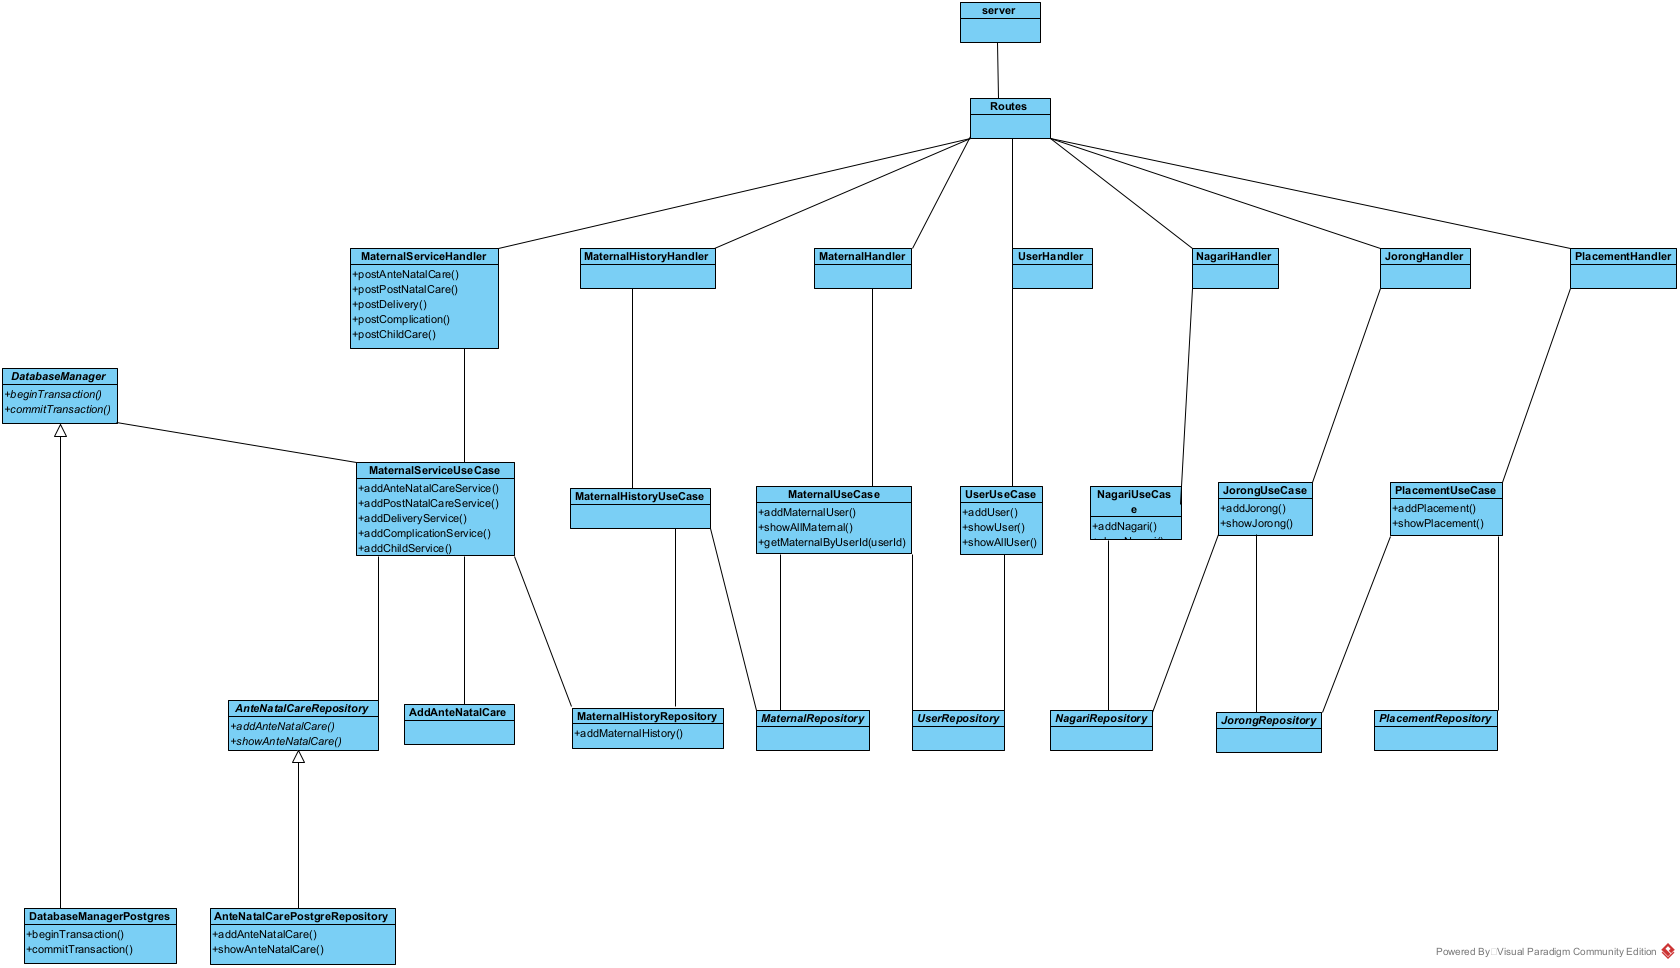 server
Routes
MaternalServiceHandler
+postAnteNatalCare()
+postPostNatalCare()
+postDelivery()
+postComplication()
+postChildCare()
MaternalHistoryHandler
MaternalHandler
UserHandler
NagariHandler
JorongHandler
PlacementHandler
DatabaseManager
+beginTransaction()
+commitTransaction()
MaternalServiceUseCase
+addAnteNatalCareService()
+addPostNatalCareService()
+addDeliveryService()
+addComplicationService()
+addChildService()
MaternalHistoryUseCase
MaternalUseCase
+addMaternalUser()
+showAllMaternal()
+getMaternalByUserId(userId)
UserUseCase
+addUser()
+showUser()
+showAllUser()
NagariUseCas
e
+addNagari()
JorongUseCase
+addJorong()
+showJorong()
PlacementUseCase
+addPlacement()
+showPlacement()
AnteNatalCareRepository
+addAnteNatalCare()
+showAnteNatalCare()
AddAnteNatalCare
MaternalHistoryRepository
+addMaternalHistory()
MaternalRepository
UserRepository
NagariRepository
JorongRepository
PlacementRepository
DatabaseManagerPostgres
+beginTransaction()
+commitTransaction()
AnteNatalCarePostgreRepository
+addAnteNatalCare()
+showAnteNatalCare()
Powered By Visual Paradigm Community Edition